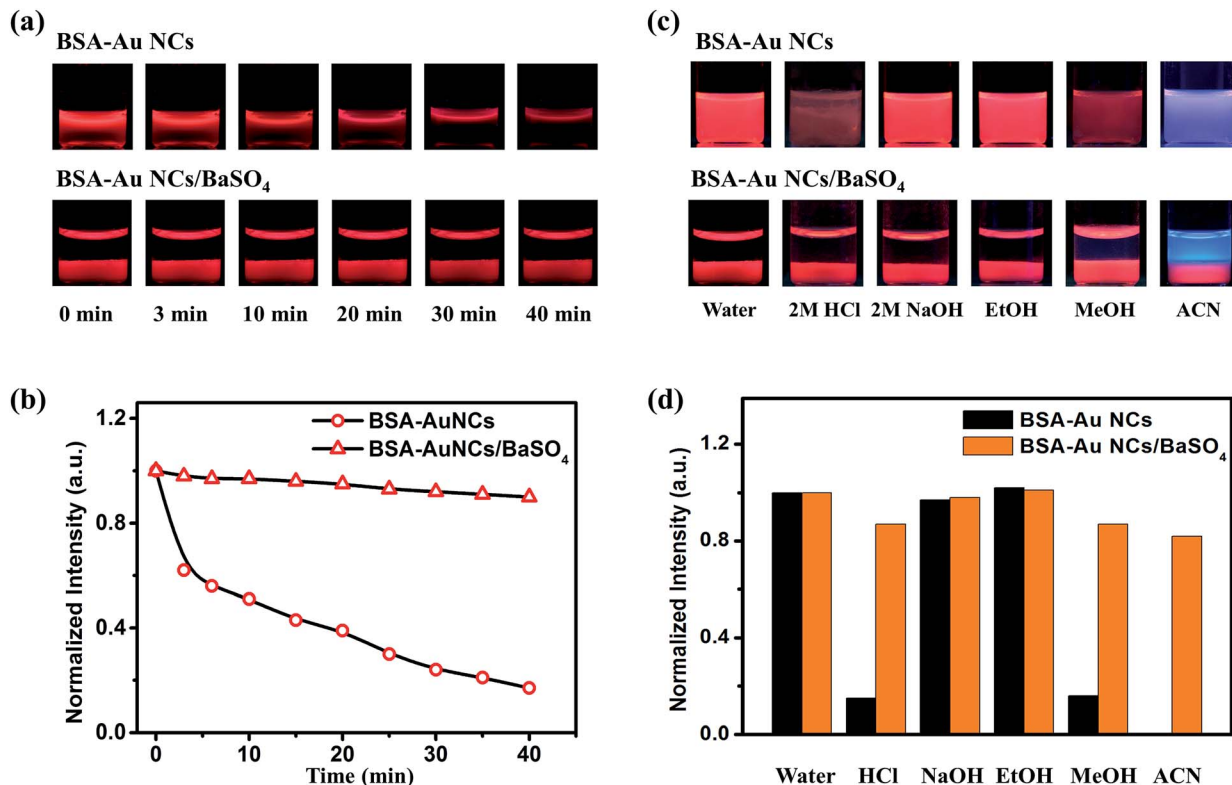 (a)
BSA-Au NCs
BSA-Au NCs/BaSO₄
0 min 3 min 10 min 20 min 30 min 40 min
(c)
BSA-Au NCs
BSA-Au NCs/BaSO₄
Water 2M HCl 2M NaOH EtOH MeOH ACN
(b)
BSA-AuNCs
BSA-AuNCs/BaSO₄
Normalized Intensity (a.u.)
1.2
0.8
0.4
0.0
0 10 20 30 40
Time (min)
(d)
BSA-Au NCs
BSA-Au NCs/BaSO₄
Normalized Intensity (a.u.)
1.2
0.8
0.4
0.0
Water HCl NaOH EtOH MeOH ACN